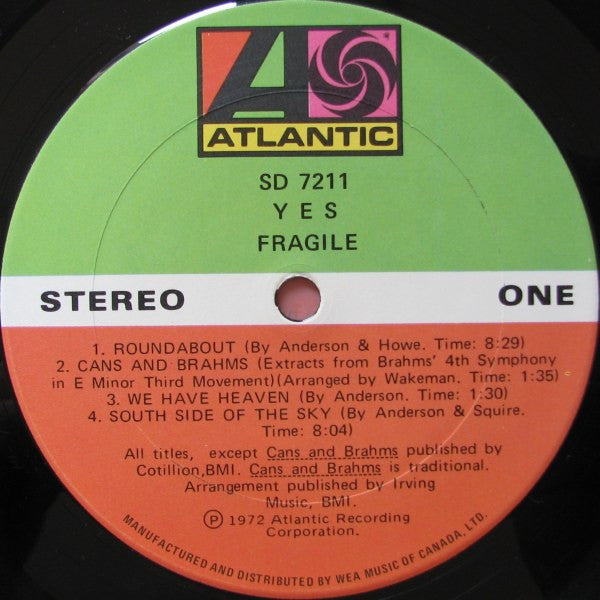 ATLANTIC
SD 7211
YES
FRAGILE
STEREO
ONE
1. ROUNDABOUT (By Anderson & Howe. Time: 8:29)
2. CANS AND BRAHMS (Extracts from Brahms' 4th Symphony
in E Minor Third Movement)(Arranged by Wakeman. Time: 1:35)
3. WE HAVE HEAVEN (By Anderson. Time: 1:30)
4. SOUTH SIDE OF THE SKY (By Anderson & Squire.
Time: 8:04)
All titles, except Cans and Brahms published by
Cotillion,BMI. Cans and Brahms is traditional.
Arrangement published by Irving
Music, BMI.
Ⓟ 1972 Atlantic Recording
Corporation.
MANUFACTURED AND DISTRIBUTED BY WEA MUSIC OF CANADA, LTD.